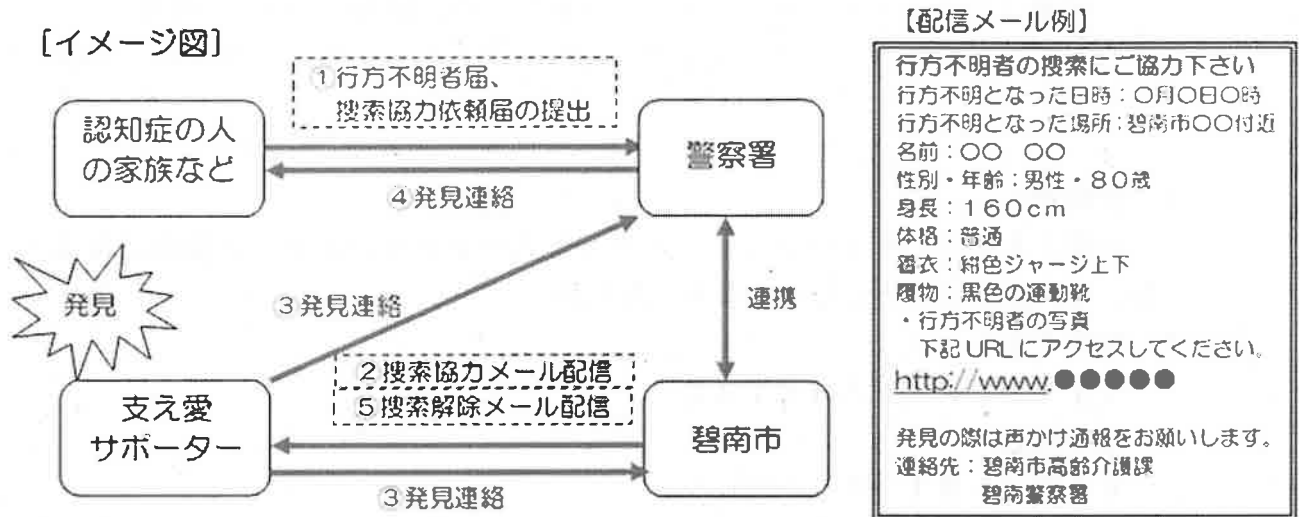 [イメージ図]
①行方不明者届、
捜索協力依頼届の提出
認知症の人
の家族など
警察署
④発見連絡
発見
③発見連絡
連携
②捜索協力メール配信
⑤捜索解除メール配信
支え愛
サポーター
碧南市
③発見連絡
【配信メール例】
行方不明者の捜索にご協力下さい
行方不明となった日時：〇月〇日〇時
行方不明となった場所：碧南市〇〇付近
名前：〇〇　〇〇
性別・年齢：男性・８０歳
身長：１６０ｃｍ
体格：普通
着衣：紺色ジャージ上下
履物：黒色の運動靴
・行方不明者の写真
下記URLにアクセスしてください。
http://www.●●●●●
発見の際は声かけ通報をお願いします。
連絡先：碧南市高齢介護課
碧南警察署